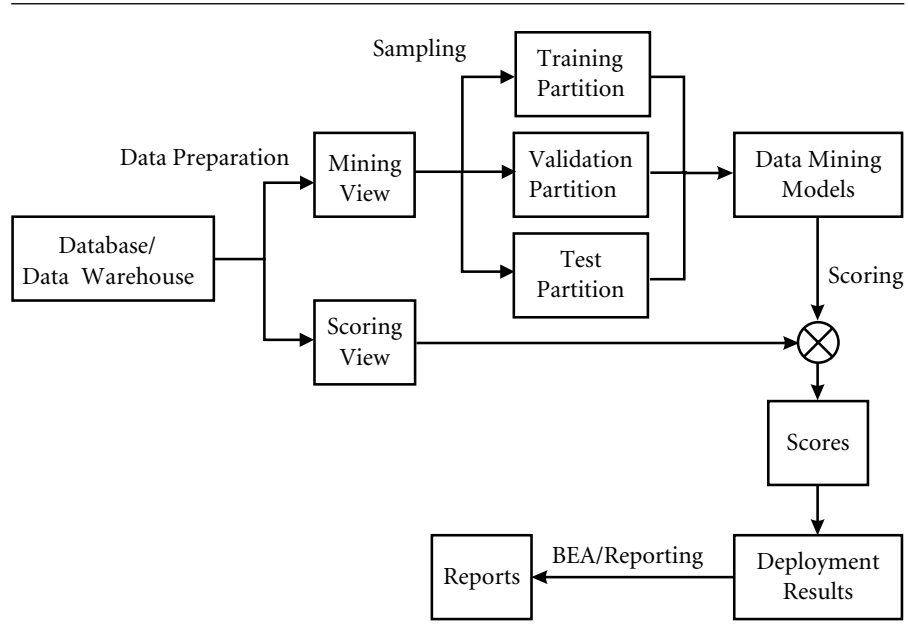 Sampling
Training
Partition
Data Preparation
Mining
View
Validation
Partition
Data Mining
Models
Database/
Data Warehouse
Test
Partition
Scoring
Scoring
View
Scores
BEA/Reporting
Reports
Deployment
Results